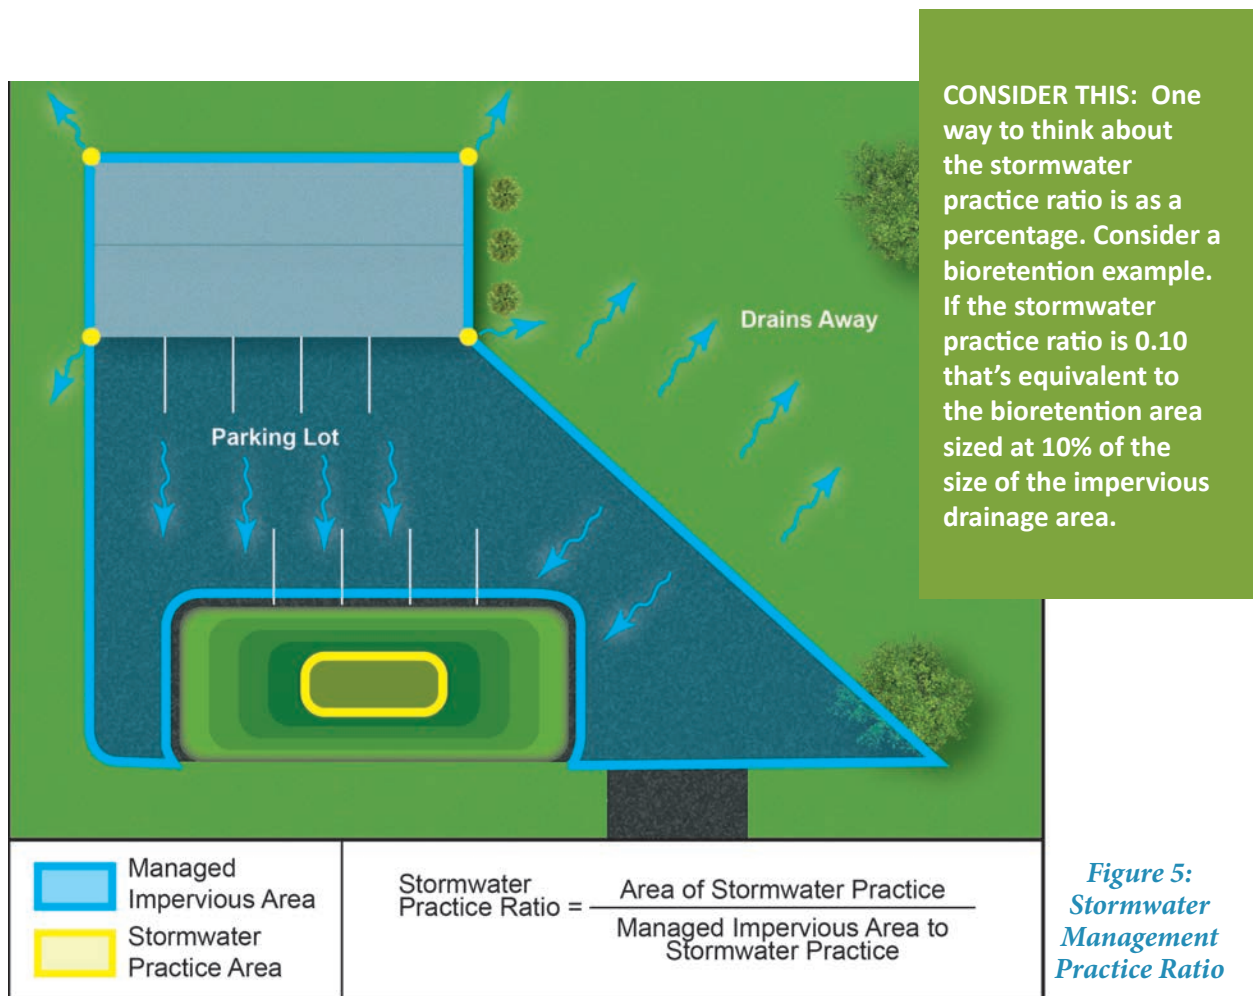 CONSIDER THIS:  One
way to think about
the stormwater
practice ratio is as a
percentage. Consider a
bioretention example.
If the stormwater
practice ratio is 0.10
that’s equivalent to
the bioretention area
sized at 10% of the
size of the impervious
drainage area.
Drains Away
Parking Lot
Managed
Impervious Area
Stormwater
Practice Area
Stormwater
Practice Ratio =
Area of Stormwater Practice
Managed Impervious Area to
Stormwater Practice
Figure 5:
Stormwater
Management
Practice Ratio